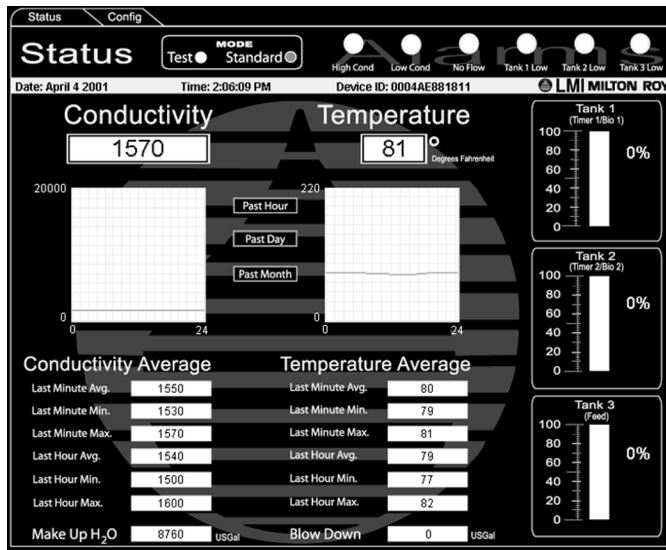 Status Config
Status
MODE
Test Standard
Alarms
High Cond Low Cond No Flow Tank 1 Low Tank 2 Low Tank 3 Low
Date: April 4 2001 Time: 2:06:09 PM Device ID: 0004AE881811 LMI MILTON ROY
Conductivity Temperature
1570 81 Degrees Fahrenheit
20000 220
Past Hour
Past Day
Past Month
0 0
0 24 0 24
Conductivity Average Temperature Average
Last Minute Avg. 1550 Last Minute Avg. 80
Last Minute Min. 1530 Last Minute Min. 79
Last Minute Max. 1570 Last Minute Max. 81
Last Hour Avg. 1540 Last Hour Avg. 79
Last Hour Min. 1500 Last Hour Min. 77
Last Hour Max. 1600 Last Hour Max. 82
Make Up H2O 8760 USGal Blow Down 0 USGal
Tank 1
(Timer 1/Bio 1)
100
80
60
40
20
0
0%
Tank 2
(Timer 2/Bio 2)
100
80
60
40
20
0
0%
Tank 3
(Feed)
100
80
60
40
20
0
0%